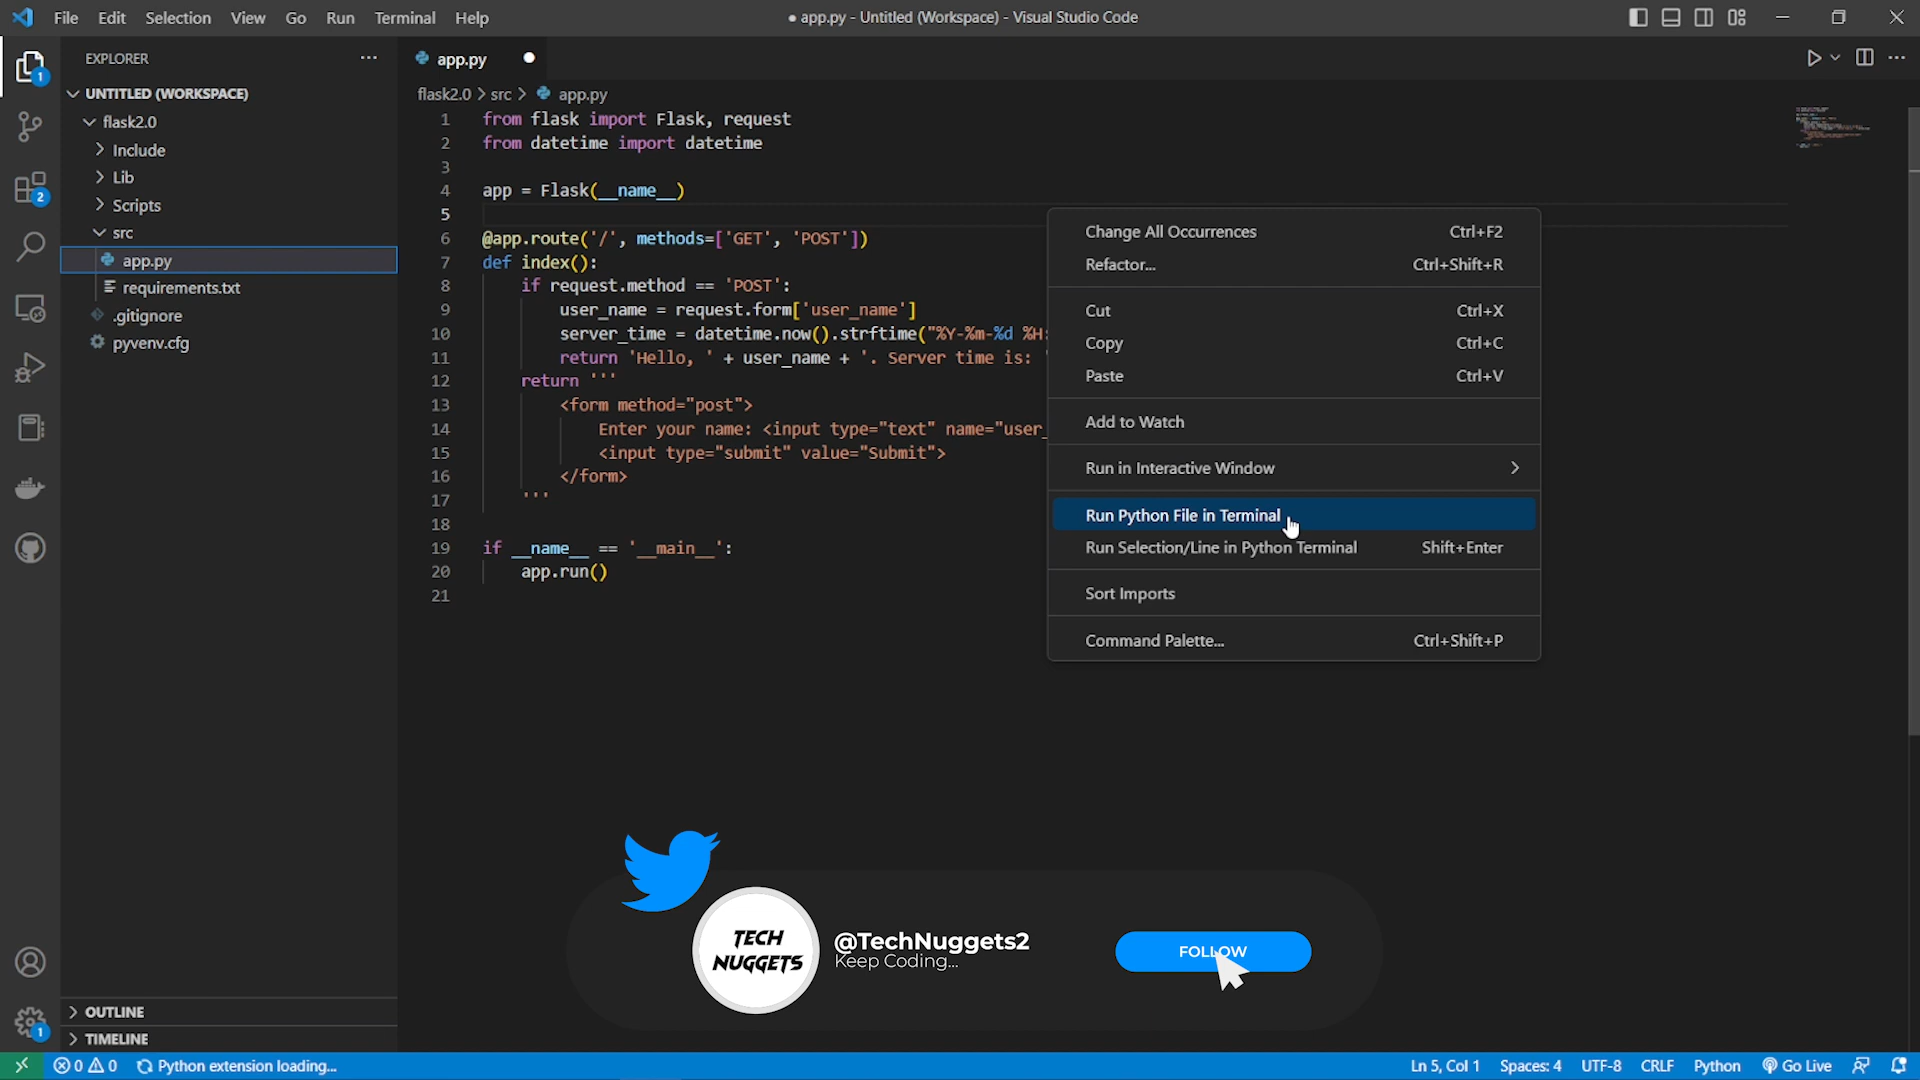 File Edit Selection View Go Run Terminal Help
● app.py - Untitled (Workspace) - Visual Studio Code
EXPLORER
UNTITLED (WORKSPACE)
flask2.0
Include
Lib
Scripts
src
app.py
requirements.txt
.gitignore
pyvenv.cfg
OUTLINE
TIMELINE
1
2
1
app.py
flask2.0 > src > app.py
1 from flask import Flask, request
2 from datetime import datetime
3
4 app = Flask(__name__)
5
6 @app.route('/', methods=['GET', 'POST'])
7 def index():
8 if request.method == 'POST':
9 user_name = request.form['user_name']
10 server_time = datetime.now().strftime("%Y-%m-%d %H:
11 return 'Hello, ' + user_name + '. Server time is: '
12 return '''
13 <form method="post">
14 Enter your name: <input type="text" name="user_
15 <input type="submit" value="Submit">
16 </form>
17 '''
18
19 if __name__ == '__main__':
20 app.run()
21
Change All Occurrences Ctrl+F2
Refactor... Ctrl+Shift+R
Cut Ctrl+X
Copy Ctrl+C
Paste Ctrl+V
Add to Watch
Run in Interactive Window
Run Python File in Terminal
Run Selection/Line in Python Terminal Shift+Enter
Sort Imports
Command Palette... Ctrl+Shift+P
TECH
NUGGETS
@TechNuggets2
Keep Coding...
FOLLOW
0 0 Python extension loading... Ln 5, Col 1 Spaces: 4 UTF-8 CRLF Python Go Live